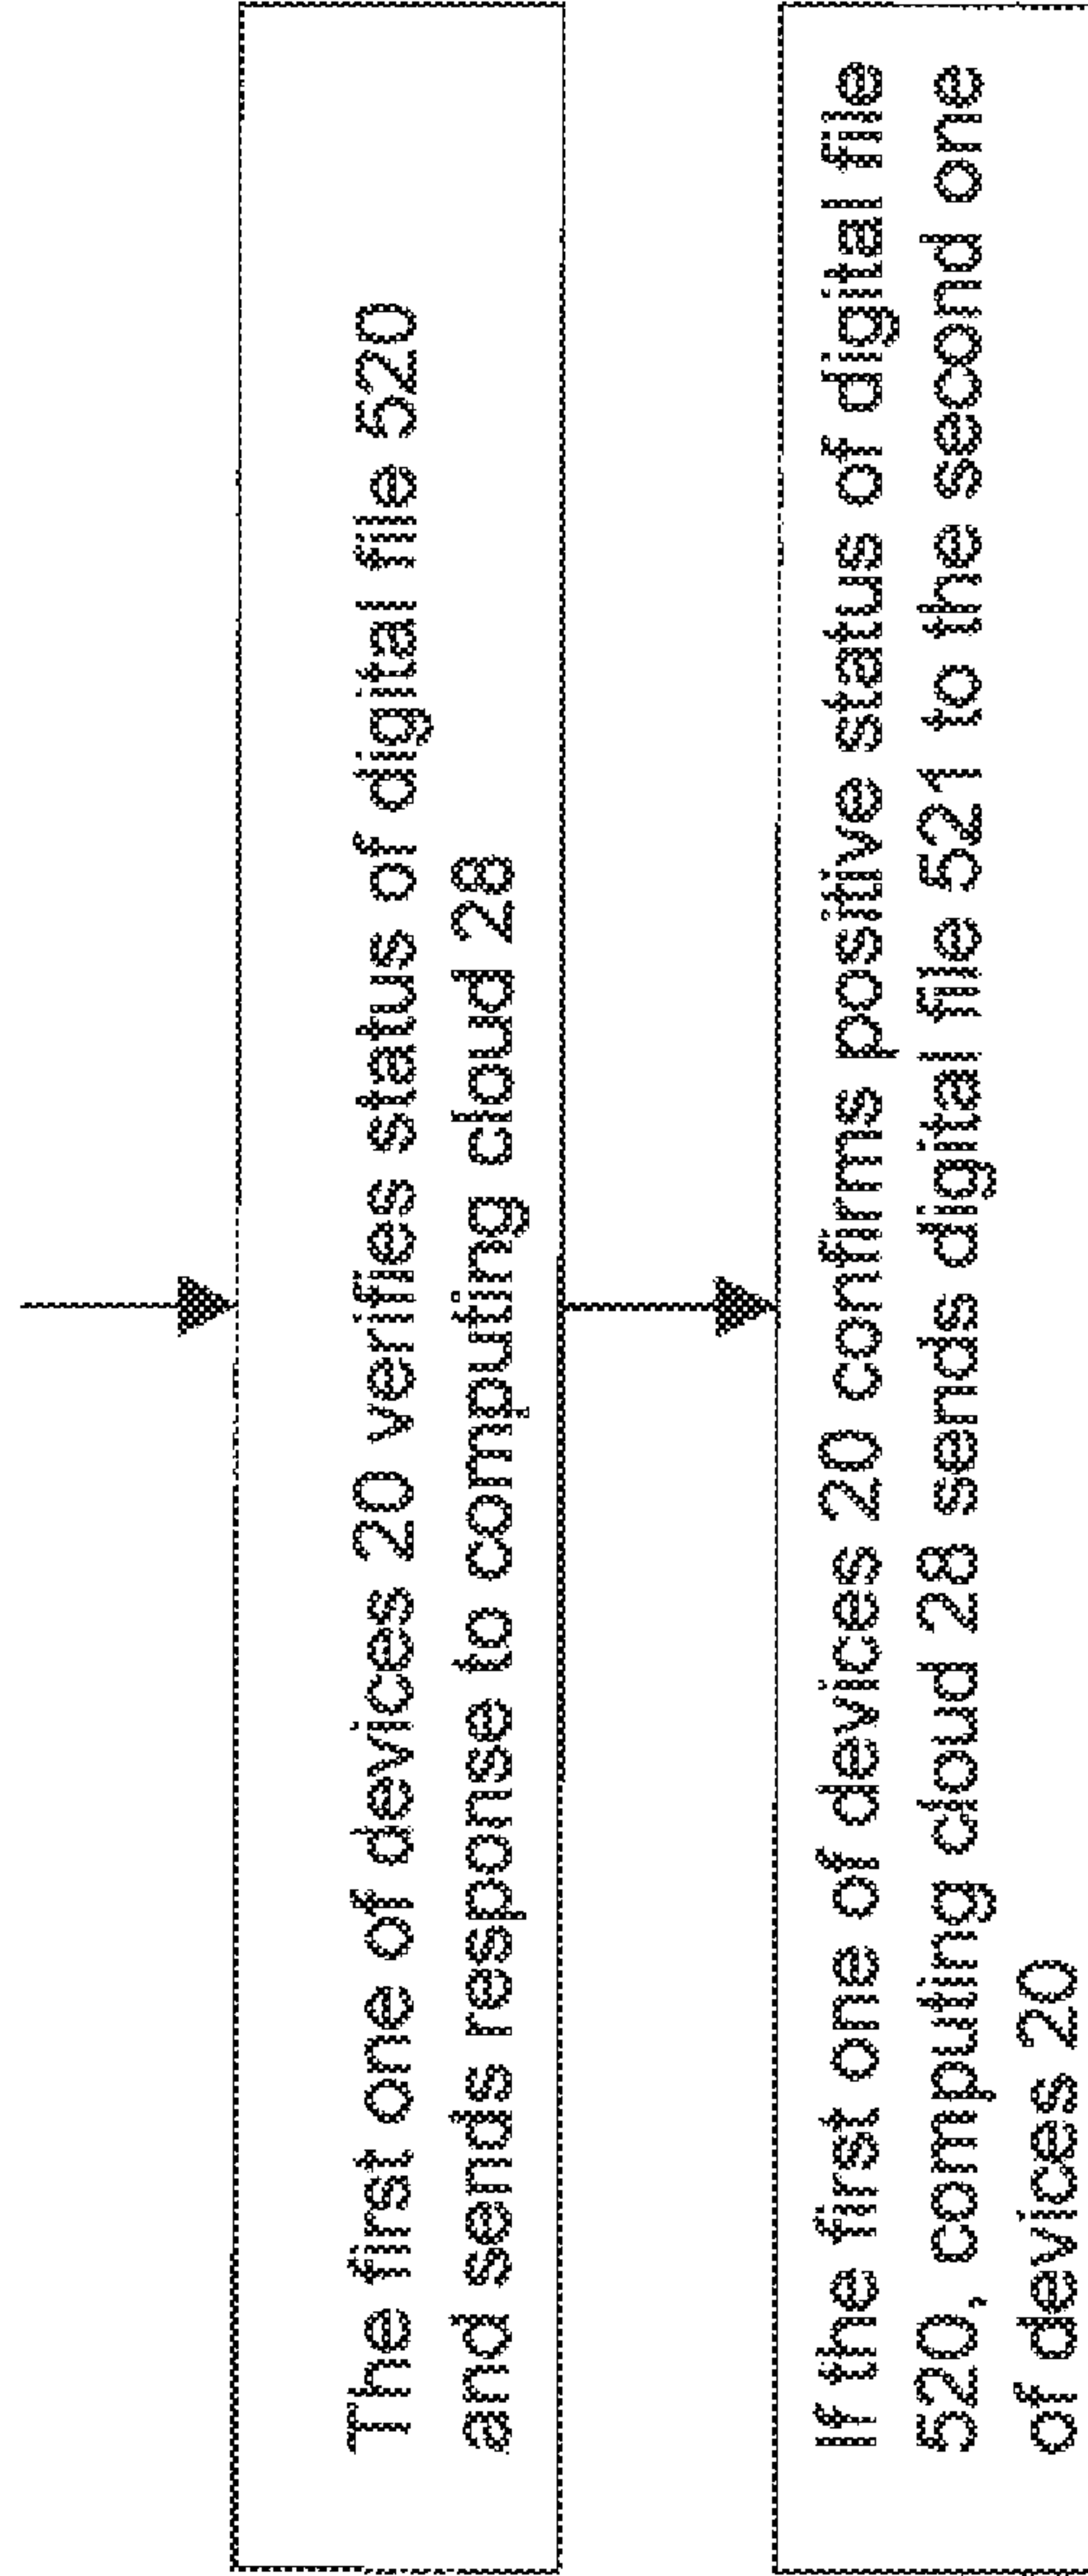 The first one of devices 20 verifies status of digital file 520
and sends response to computing cloud 28
If the first one of devices 20 confirms positive status of digital file
520, computing cloud 28 sends digital file 521 to the second one
of devices 20